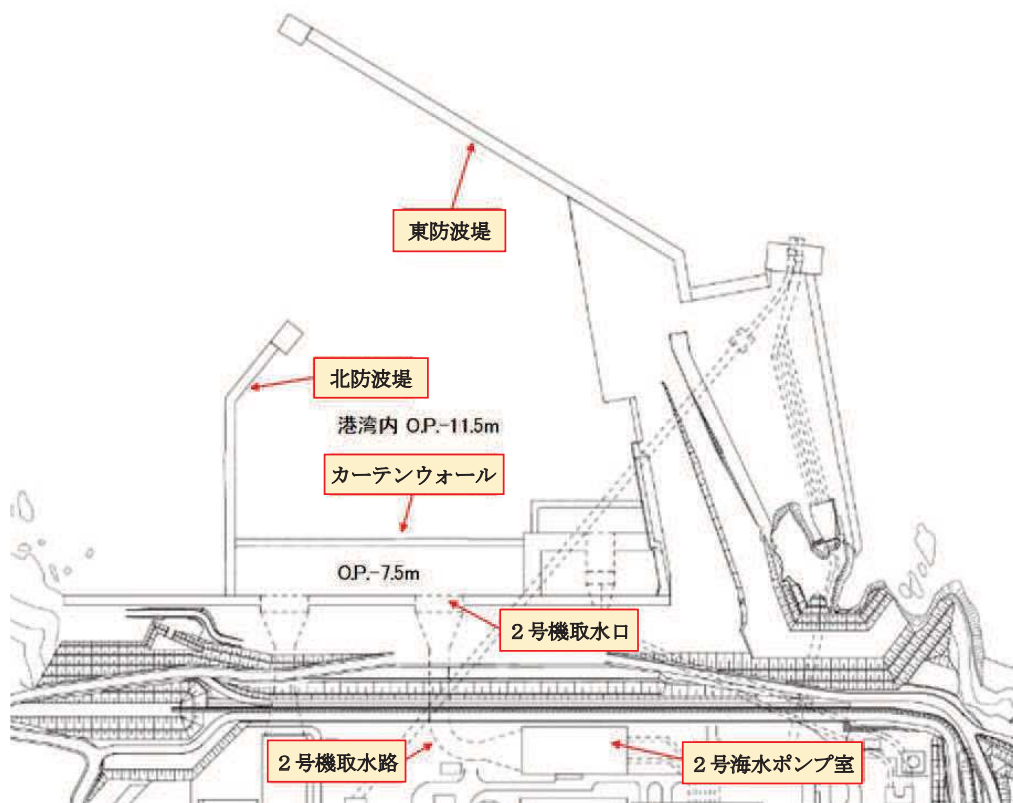 東防波堤
北防波堤
港湾内 O.P.-11.5m
カーテンウォール
O.P.-7.5m
２号機取水口
２号機取水路
２号海水ポンプ室